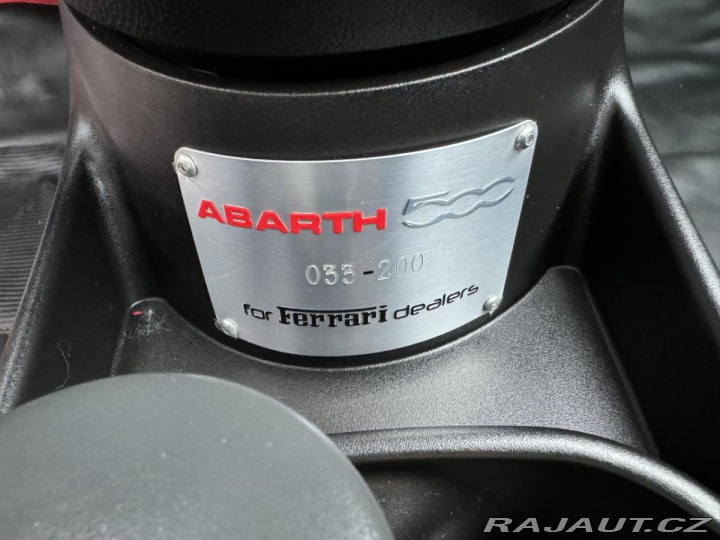 ABARTH 500
033-200
for Ferrari dealers
RAJAUT.CZ